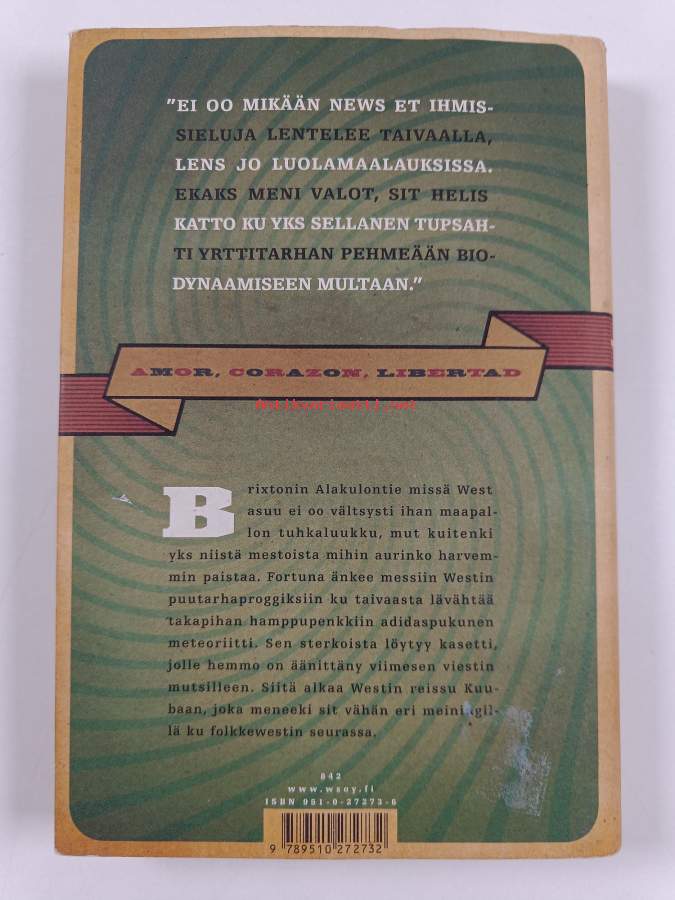 "EI OO MIKÄÄN NEWS ET IHMIS-
SIELUJA LENTELEE TAIVAALLA,
LENS JO LUOLAMAALAUKSISSA.
EKAKS MENI VALOT, SIT HELIS
KATTO KU YKS SELLANEN TUPSAH-
TI YRTTITARHAN PEHMEÄÄN BIO-
DYNAAMISEEN MULTAAN."
AMOR, CORAZON, LIBERTAD
Antikvariaatti.net
Brixtonin Alakulontie missä West
asuu ei oo vältsysti ihan maapal-
lon tuhkaluukku, mut kuitenki
yks niistä mestoista mihin aurinko harvem-
min paistaa. Fortuna änkee messiin Westin
puutarhaproggiksiin ku taivaasta lävähtää
takapihan hamppupenkkiin adidaspukunen
meteoriitti. Sen sterkoista löytyy kasetti,
jolle hemmo on äänittäny viimesen viestin
mutsilleen. Siitä alkaa Westin reissu Kuu-
baan, joka meneeki sit vähän eri meiningil-
lä ku folkkewestin seurassa.
842
www.wsoy.fi
ISBN 951-0-27273-6
9 789510 272732